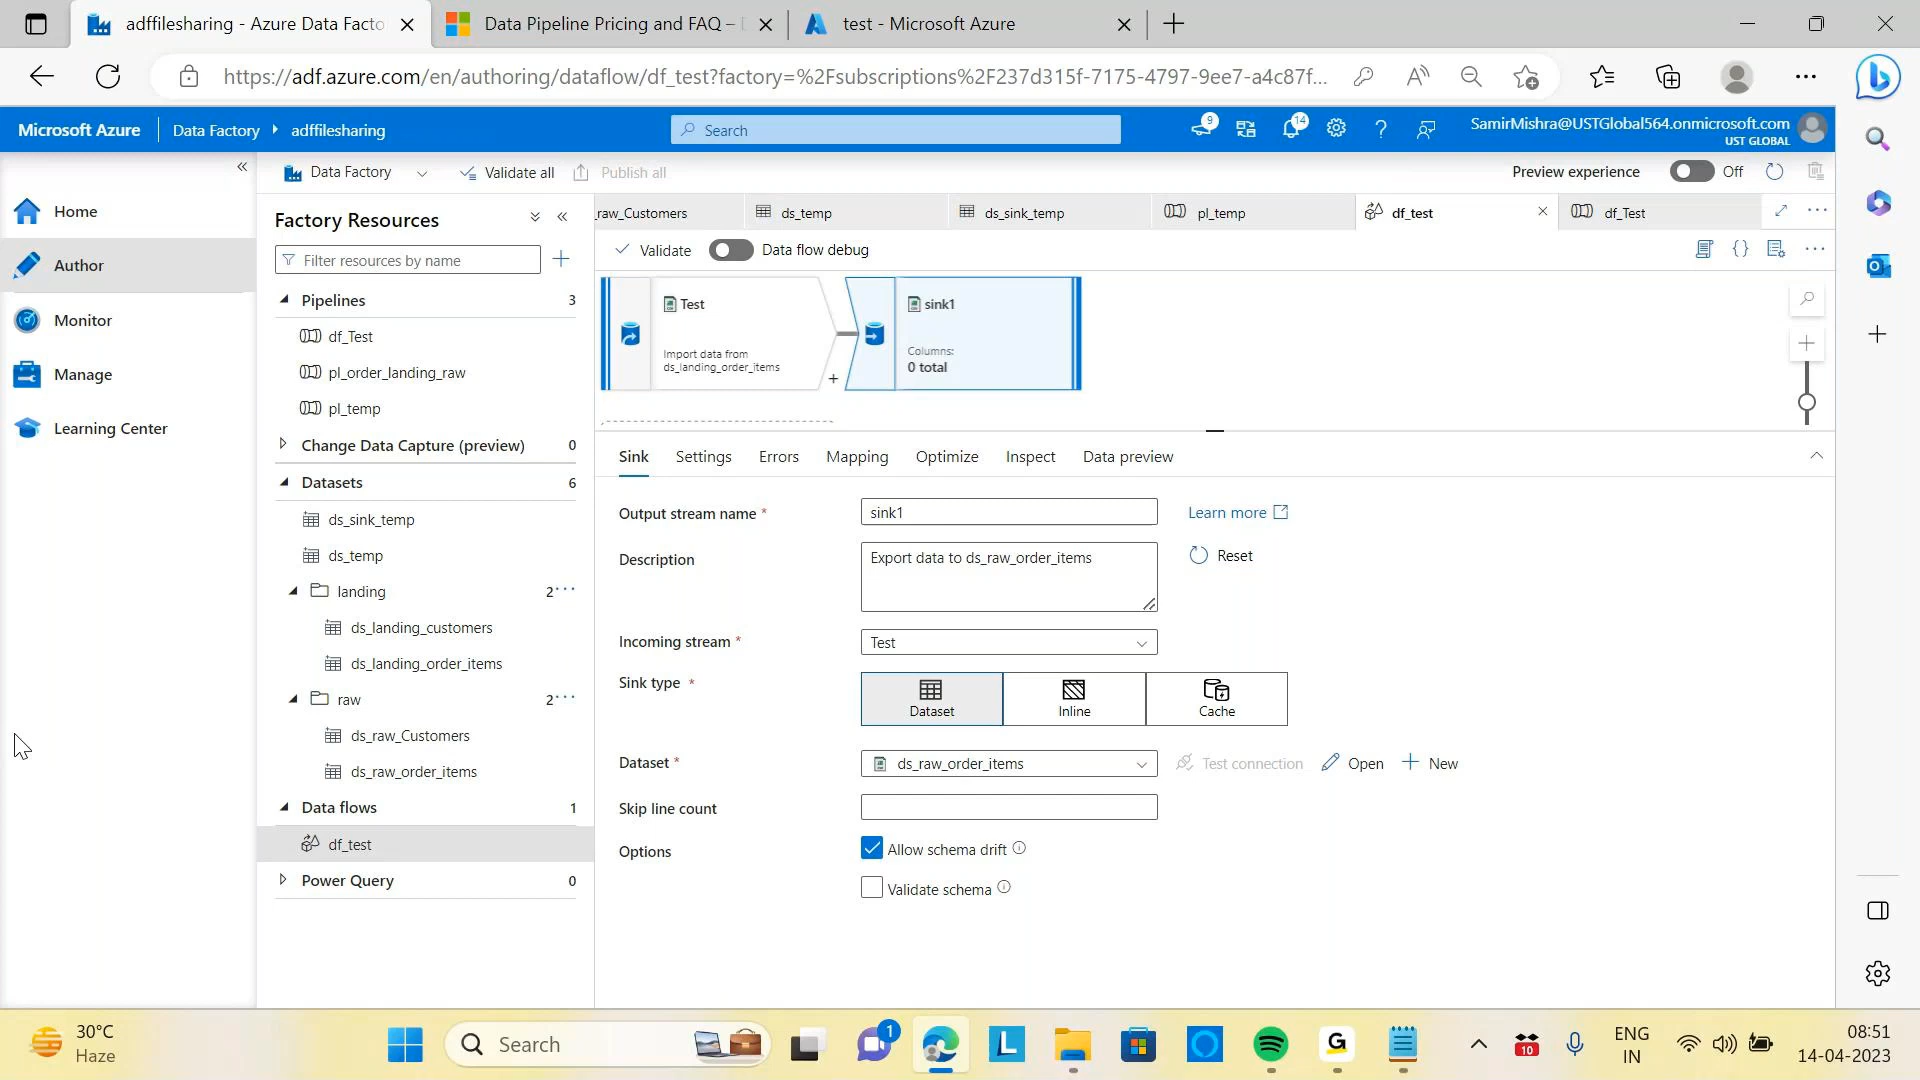 adffilesharing - Azure Data Facto
Data Pipeline Pricing and FAQ –
test - Microsoft Azure
https://adf.azure.com/en/authoring/dataflow/df_test?factory=%2Fsubscriptions%2F237d315f-7175-4797-9ee7-a4c87f...
Microsoft Azure
Data Factory
adffilesharing
Search
9
14
SamirMishra@USTGlobal564.onmicrosoft.com
UST GLOBAL
Data Factory
Validate all
Publish all
Preview experience
Off
Home
Author
Monitor
Manage
Learning Center
Factory Resources
Filter resources by name
Pipelines 3
df_Test
pl_order_landing_raw
pl_temp
Change Data Capture (preview) 0
Datasets 6
ds_sink_temp
ds_temp
landing 2
ds_landing_customers
ds_landing_order_items
raw 2
ds_raw_Customers
ds_raw_order_items
Data flows 1
df_test
Power Query 0
_raw_Customers
ds_temp
ds_sink_temp
pl_temp
df_test
df_Test
Validate
Data flow debug
Test
Import data from
ds_landing_order_items
sink1
Columns:
0 total
Sink
Settings
Errors
Mapping
Optimize
Inspect
Data preview
Output stream name *
sink1
Learn more
Description
Export data to ds_raw_order_items
Reset
Incoming stream *
Test
Sink type *
Dataset
Inline
Cache
Dataset *
ds_raw_order_items
Test connection
Open
New
Skip line count
Options
Allow schema drift
Validate schema
30°C
Haze
Search
1
10
ENG
IN
08:51
14-04-2023